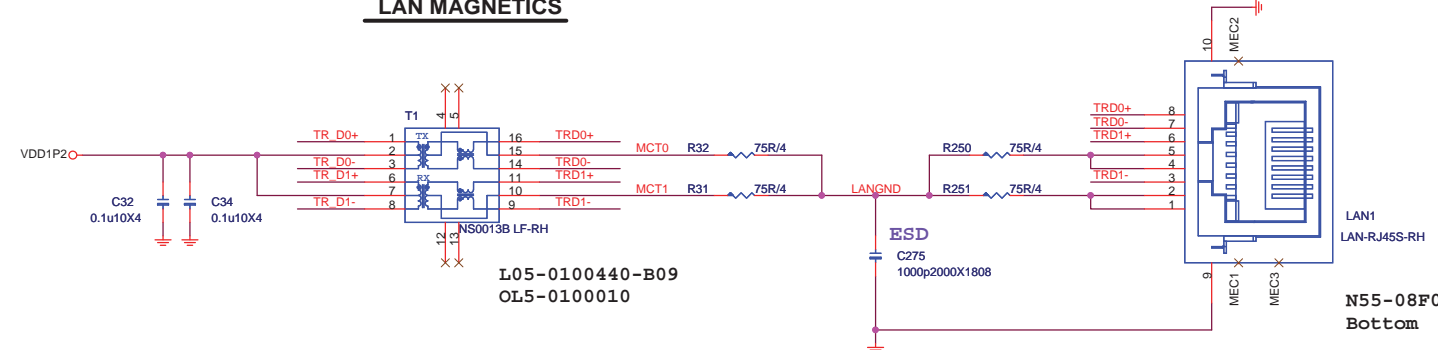 LAN MAGNETICS
VDD1P2
C32
0.1u10X4
C34
0.1u10X4
T1
4
5
TR_D0+
1
TX
16
TRD0+
2
15
MCT0
R32
75R/4
TR_D0-
3
14
TRD0-
TR_D1+
6
RX
11
TRD1+
7
10
MCT1
R31
75R/4
TR_D1-
8
9
TRD1-
12
13
NS0013B LF-RH
L05-0100440-B09
OL5-0100010
LANGND
ESD
C275
1000p2000X1808
R250
75R/4
R251
75R/4
10
MEC2
TRD0+
8
TRD0-
7
TRD1+
6
5
4
TRD1-
3
2
1
LAN1
LAN-RJ45S-RH
9
MEC1
MEC3
N55-08F0
Bottom